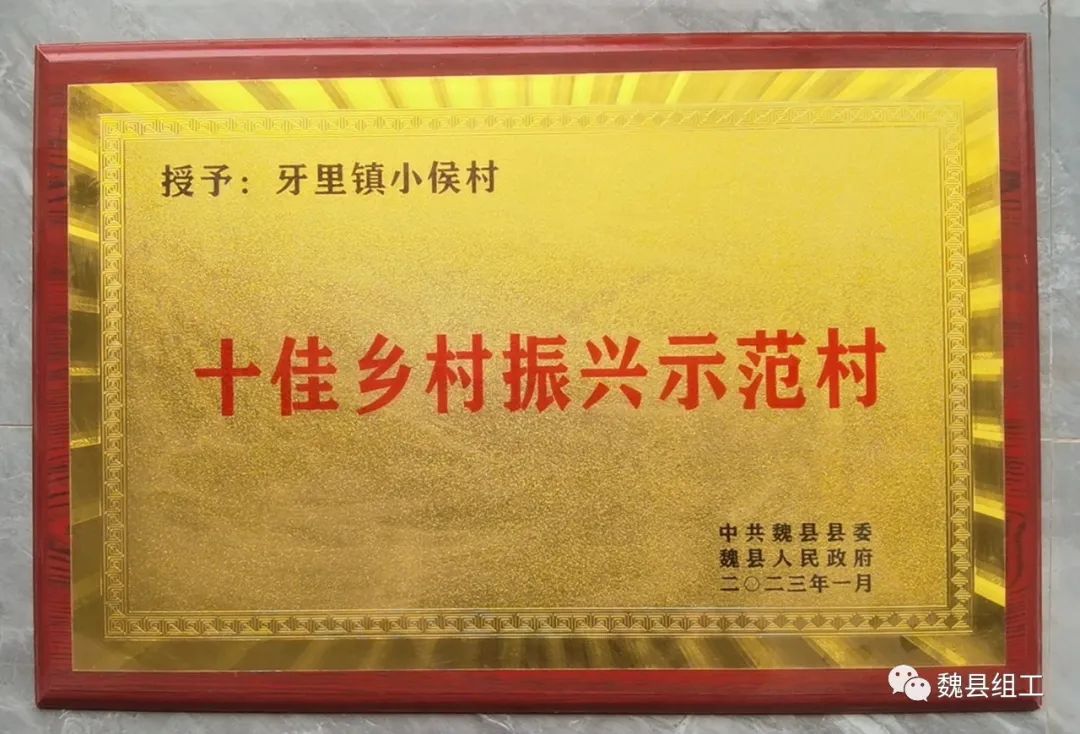 授予：牙里镇小侯村
十佳乡村振兴示范村
中共魏县县委
魏县人民政府
二〇二三年一月
魏县组工